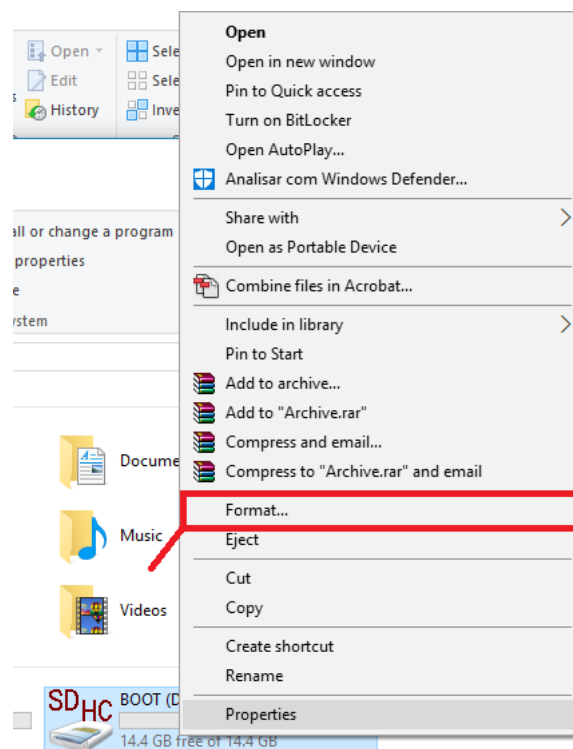 Open
Edit
History
Sele
Sele
Inve
all or change a program
properties
e
stem
Docume
Music
Videos
SDHC
BOOT (D
14.4 GB free of 14.4 GB
Open
Open in new window
Pin to Quick access
Turn on BitLocker
Open AutoPlay...
Analisar com Windows Defender...
Share with
Open as Portable Device
Combine files in Acrobat...
Include in library
Pin to Start
Add to archive...
Add to "Archive.rar"
Compress and email...
Compress to "Archive.rar" and email
Format...
Eject
Cut
Copy
Create shortcut
Rename
Properties